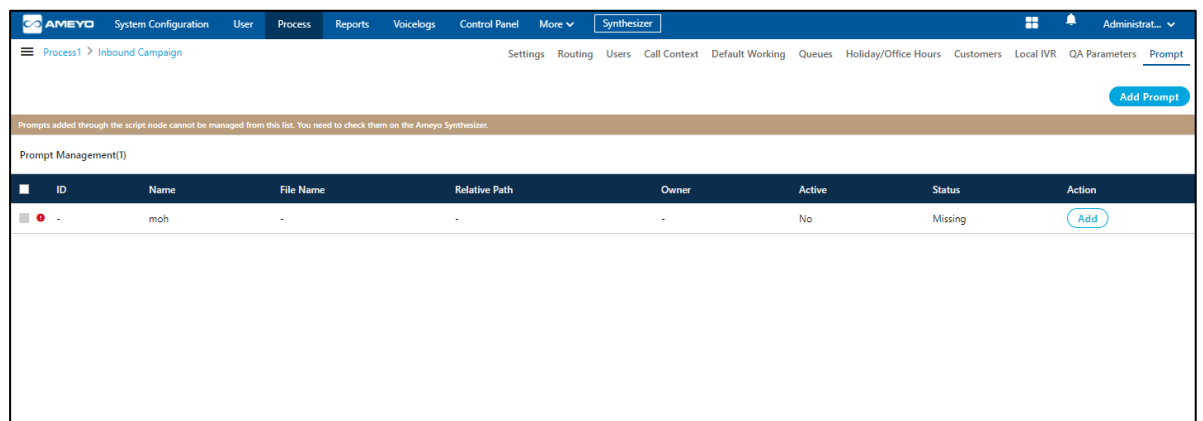 AMEYO System Configuration User Process Reports Voicelogs Control Panel More Synthesizer Administrat...
Process1 > Inbound Campaign Settings Routing Users Call Context Default Working Queues Holiday/Office Hours Customers Local IVR QA Parameters Prompt
Add Prompt
Prompts added through the script node cannot be managed from this list. You need to check them on the Ameyo Synthesizer.
Prompt Management(1)
ID Name File Name Relative Path Owner Active Status Action
- moh - - - No Missing Add